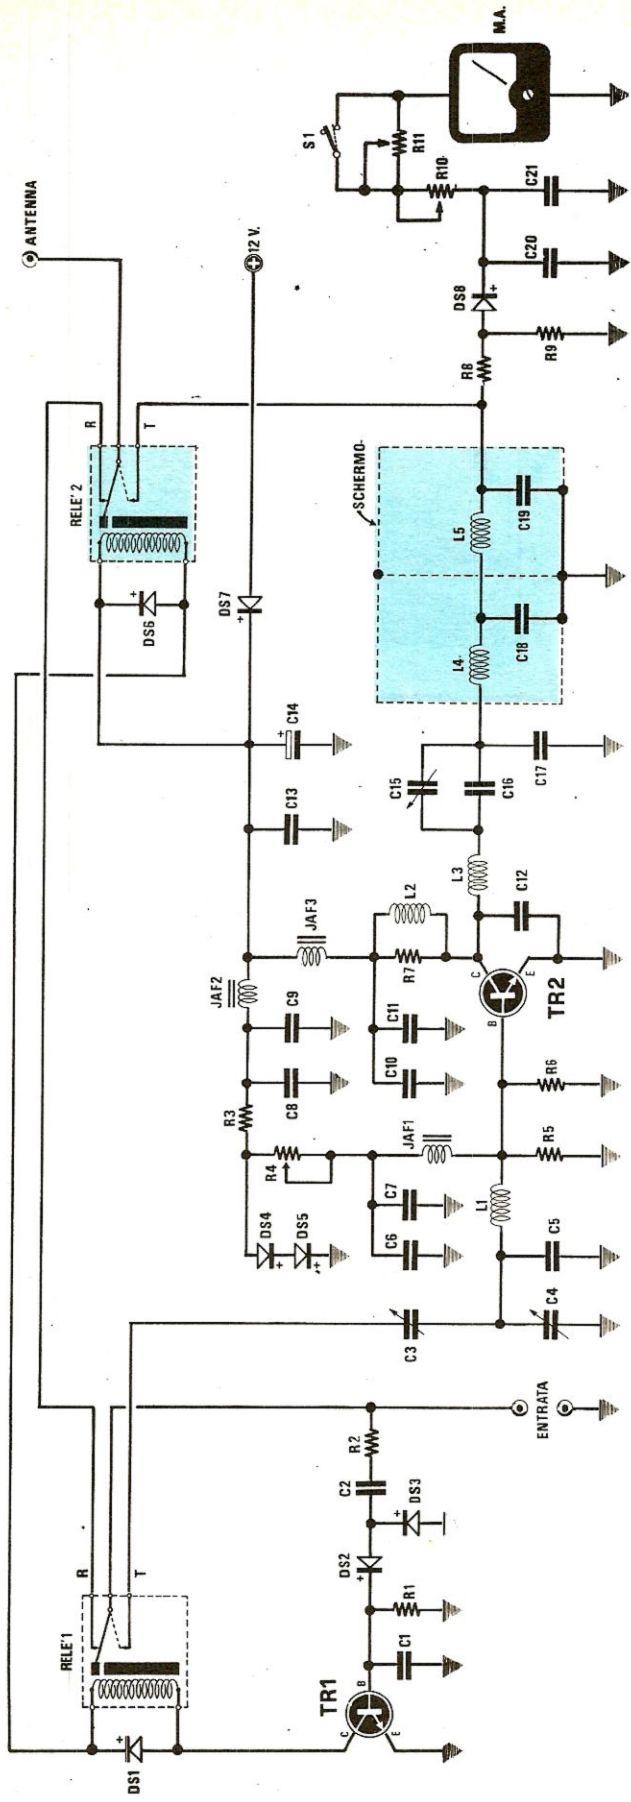 ANTENNA
RELE' 1
R
T
RELE' 2
R
T
DS1
DS6
12 V.
DS7
TR1
C
B
E
C1
R1
DS2
DS3
C2
R2
ENTRATA
C3
C4
C5
L1
DS4
DS5
R4
R3
C6
C7
JAF1
R5
R6
C8
C9
JAF2
JAF3
C10
C11
R7
L2
TR2
B
C
E
C12
L3
C13
C14
C15
C16
C17
SCHERMO
L4
C18
L5
C19
R8
R9
DS8
C20
C21
R10
R11
S1
M.A.